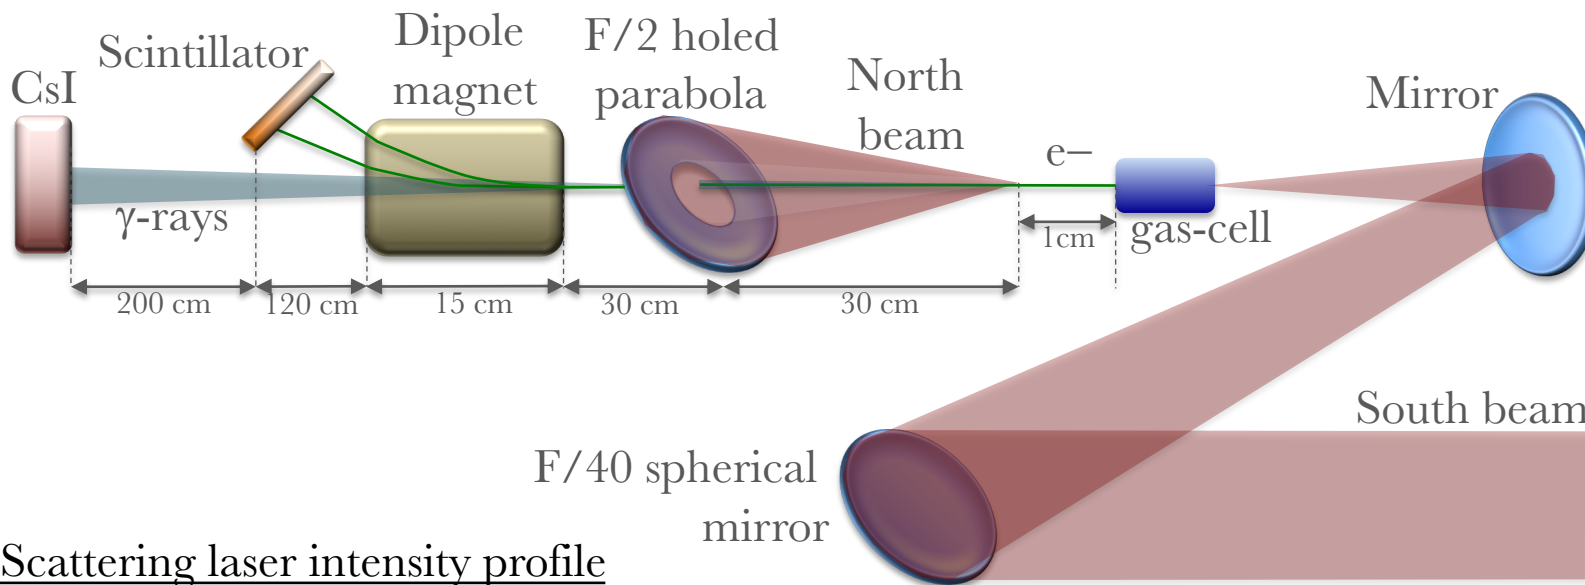 Scintillator
CsI
Dipole
magnet
F/2 holed
parabola
North
beam
e–
Mirror
γ-rays
gas-cell
1cm
200 cm
120 cm
15 cm
30 cm
30 cm
South beam
F/40 spherical
mirror
Scattering laser intensity profile